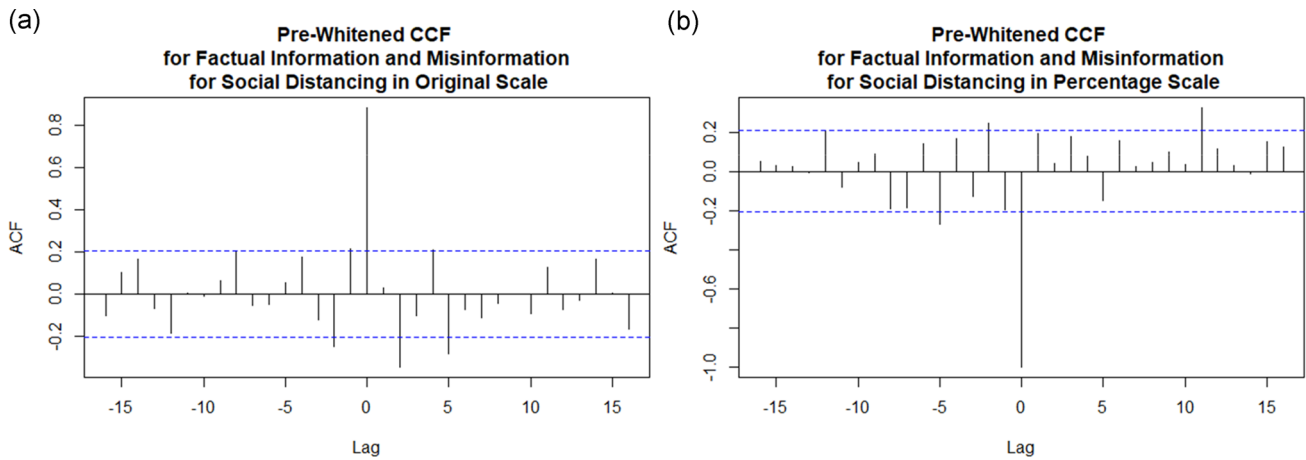 (a)
Pre-Whitened CCF
for Factual Information and Misinformation
for Social Distancing in Original Scale
ACF
0.8
0.6
0.4
0.2
0.0
-0.2
-15
-10
-5
0
5
10
15
Lag
(b)
Pre-Whitened CCF
for Factual Information and Misinformation
for Social Distancing in Percentage Scale
ACF
0.2
0.0
-0.2
-0.6
-1.0
-15
-10
-5
0
5
10
15
Lag